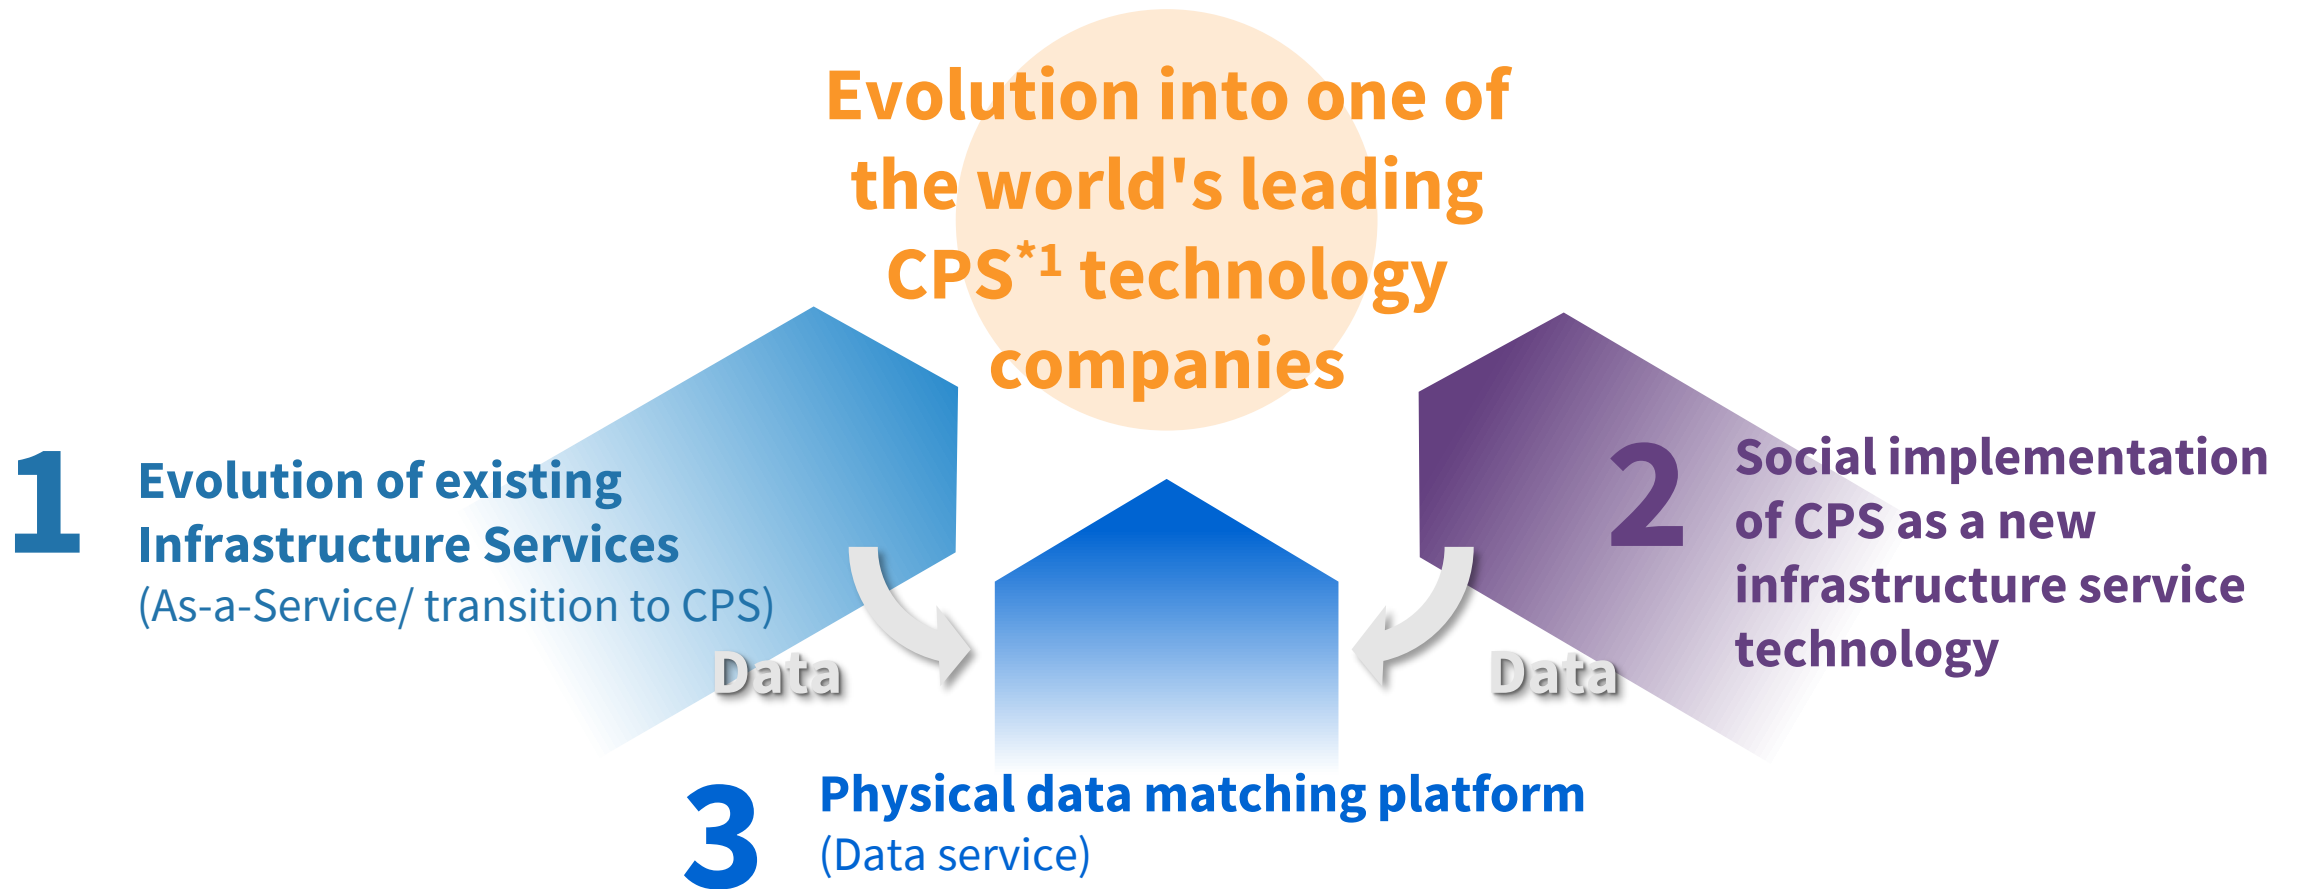 Evolution into one of
the world's leading
CPS*1 technology
companies
1
Evolution of existing
Infrastructure Services
(As-a-Service/ transition to CPS)
Data
2
Social implementation
of CPS as a new
infrastructure service
technology
Data
3
Physical data matching platform
(Data service)